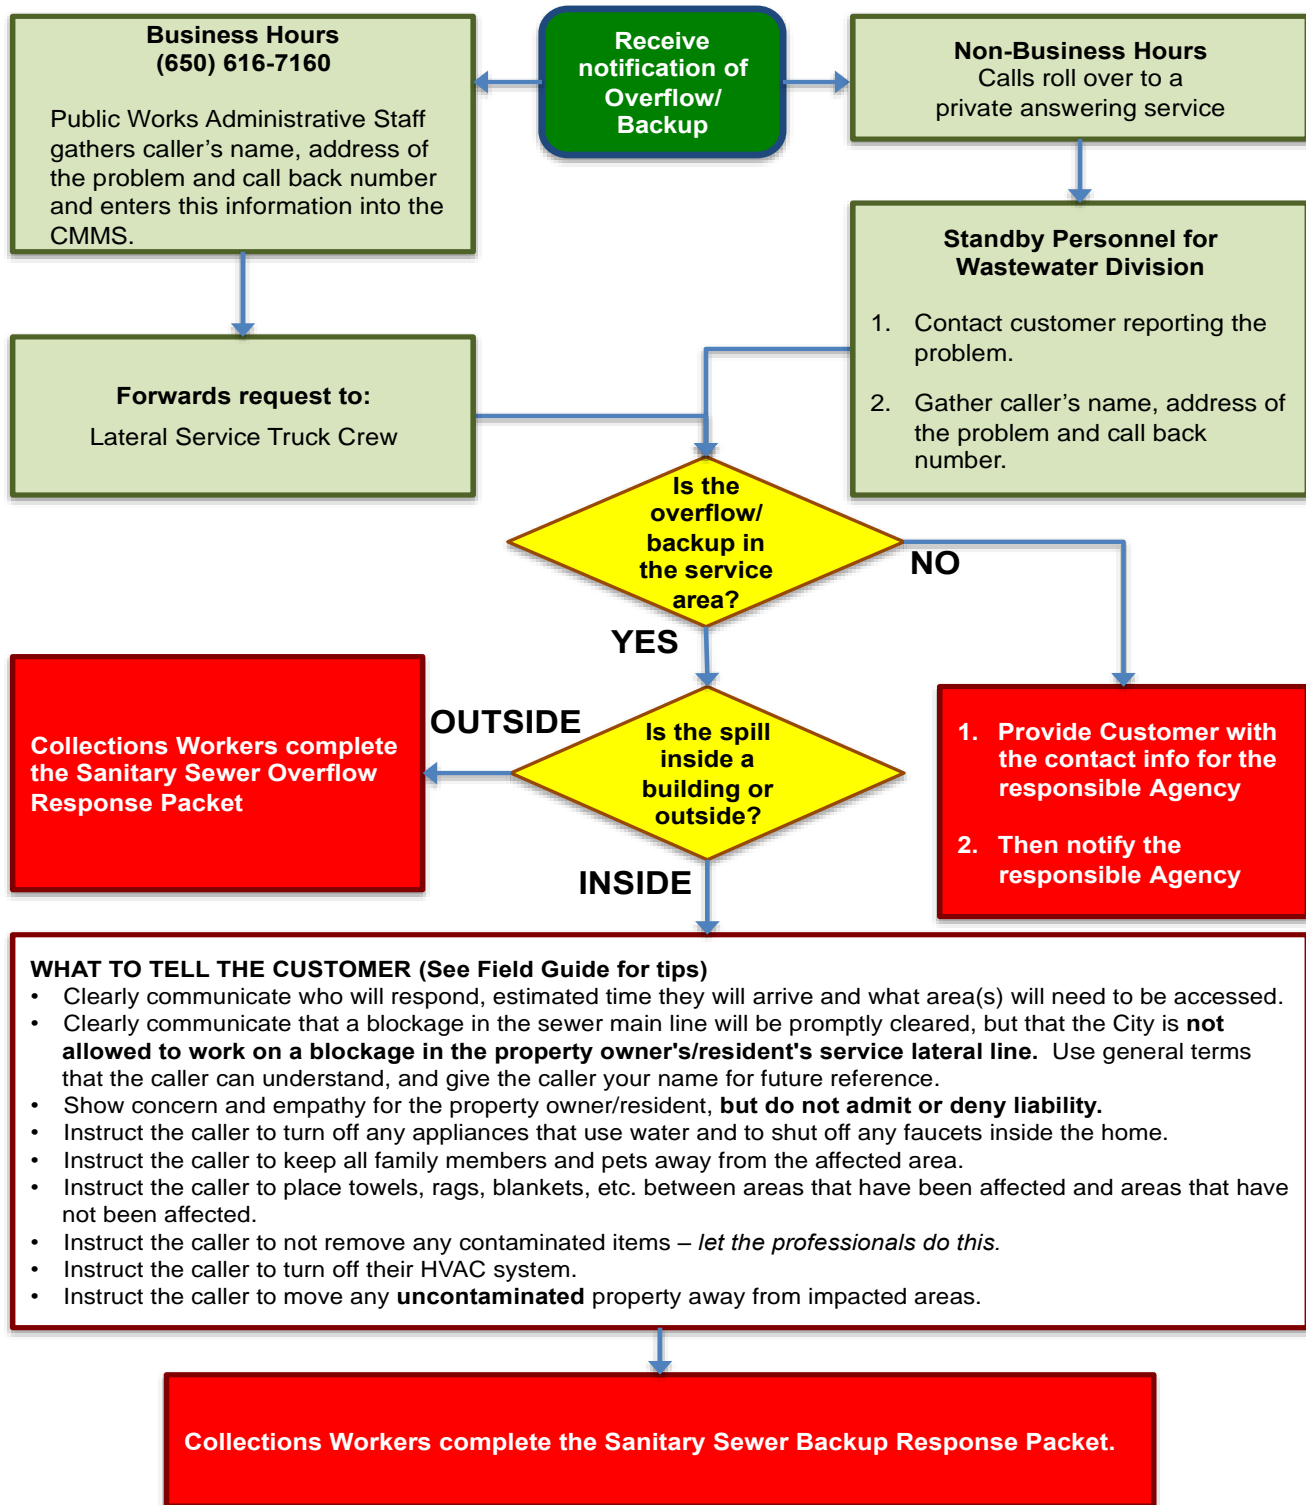 Receive
notification of
Overflow/
Backup
Business Hours
(650) 616-7160
Public Works Administrative Staff
gathers caller's name, address of
the problem and call back number
and enters this information into the
CMMS.
Non-Business Hours
Calls roll over to a
private answering service
Forwards request to:
Lateral Service Truck Crew
Standby Personnel for
Wastewater Division
1. Contact customer reporting the
problem.
2. Gather caller's name, address of
the problem and call back
number.
Is the
overflow/
backup in
the service
area?
NO
YES
1. Provide Customer with
the contact info for the
responsible Agency
2. Then notify the
responsible Agency
Is the spill
inside a
building or
outside?
OUTSIDE
Collections Workers complete
the Sanitary Sewer Overflow
Response Packet
INSIDE
WHAT TO TELL THE CUSTOMER (See Field Guide for tips)
• Clearly communicate who will respond, estimated time they will arrive and what area(s) will need to be accessed.
• Clearly communicate that a blockage in the sewer main line will be promptly cleared, but that the City is not
allowed to work on a blockage in the property owner's/resident's service lateral line. Use general terms
that the caller can understand, and give the caller your name for future reference.
• Show concern and empathy for the property owner/resident, but do not admit or deny liability.
• Instruct the caller to turn off any appliances that use water and to shut off any faucets inside the home.
• Instruct the caller to keep all family members and pets away from the affected area.
• Instruct the caller to place towels, rags, blankets, etc. between areas that have been affected and areas that have
not been affected.
• Instruct the caller to not remove any contaminated items – let the professionals do this.
• Instruct the caller to turn off their HVAC system.
• Instruct the caller to move any uncontaminated property away from impacted areas.
Collections Workers complete the Sanitary Sewer Backup Response Packet.